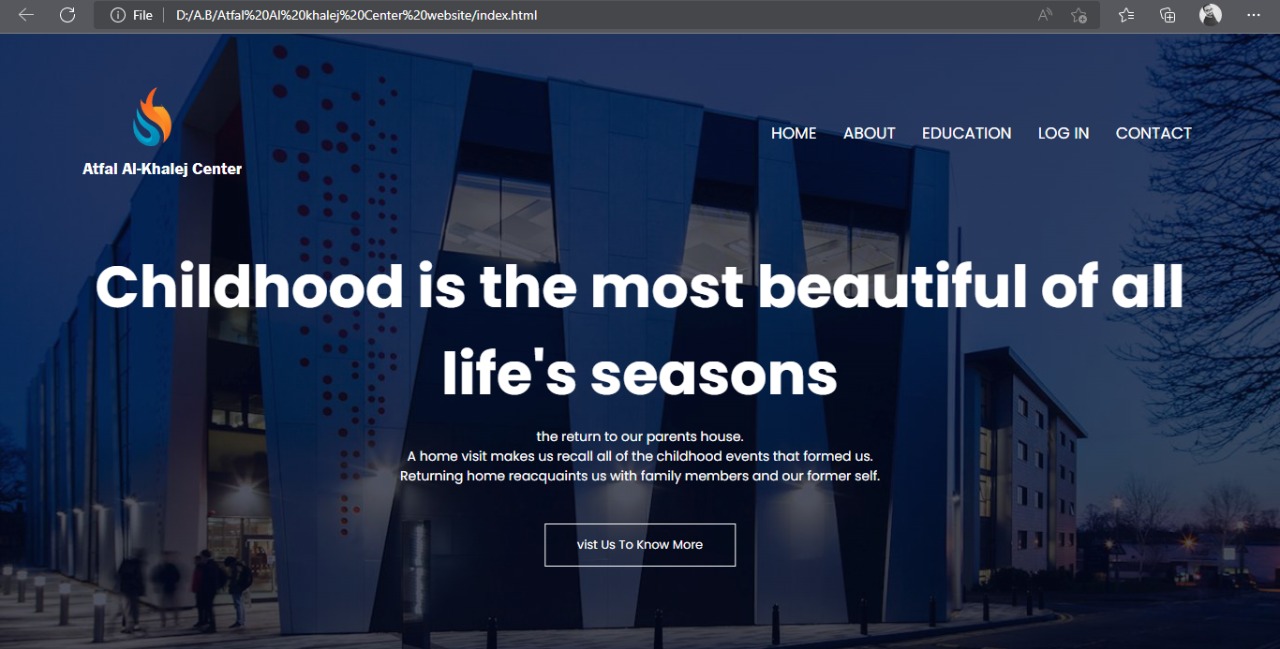 File
D:/A.B/Atfal%20Al%20khalej%20Center%20website/index.html
Atfal Al-Khalej Center
HOME ABOUT EDUCATION LOG IN CONTACT
Childhood is the most beautiful of all
life's seasons
the return to our parents house.
A home visit makes us recall all of the childhood events that formed us.
Returning home reacquaints us with family members and our former self.
vist Us To Know More